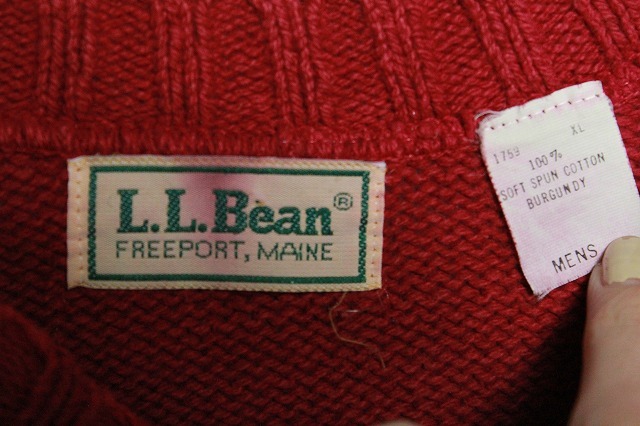 L.L.Bean®
FREEPORT, MAINE
1753 XL
100%
SOFT SPUN COTTON
BURGUNDY
MENS